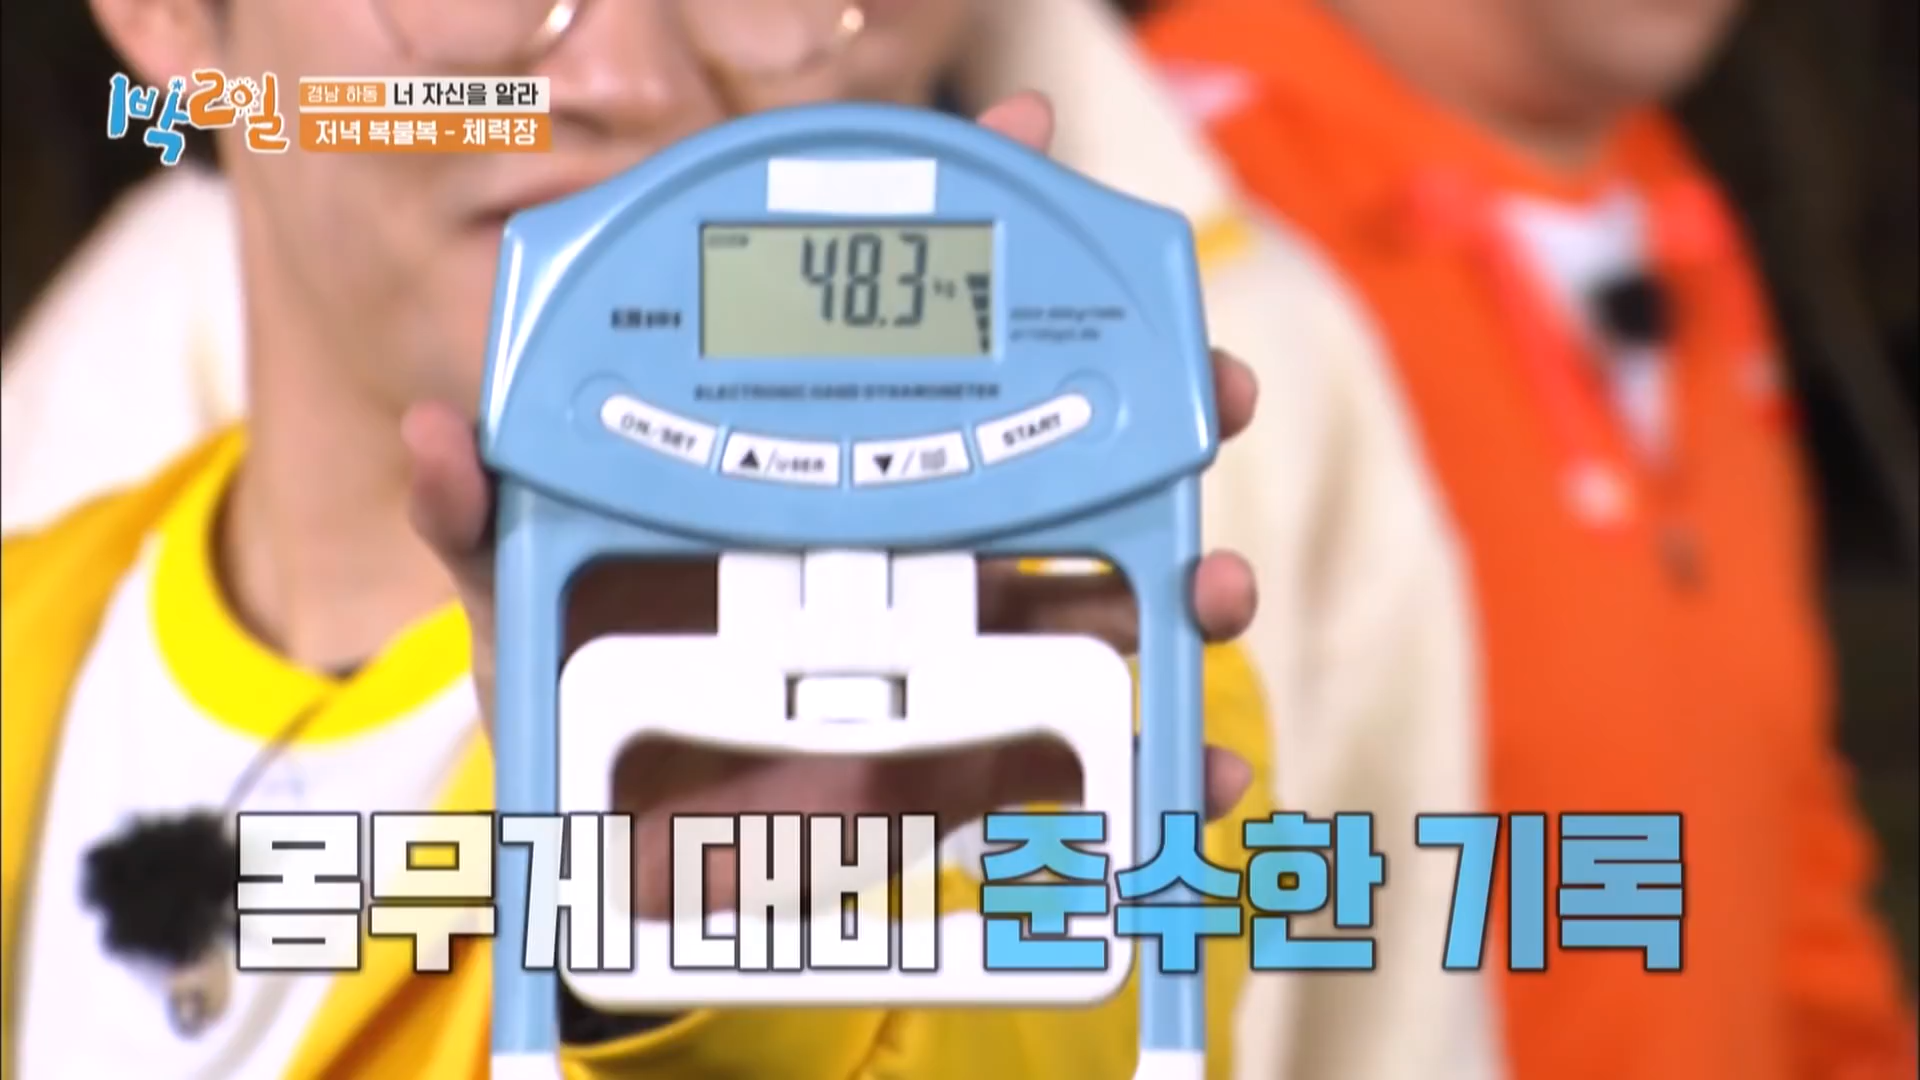 1박2일
경남 하동 너 자신을 알라
저녁 복불복 - 체력장
48.3 kg
ELECTRONIC HAND DYNAMOMETER
ON/SET
▲/USER
▼/
START
몸무게 대비 준수한 기록